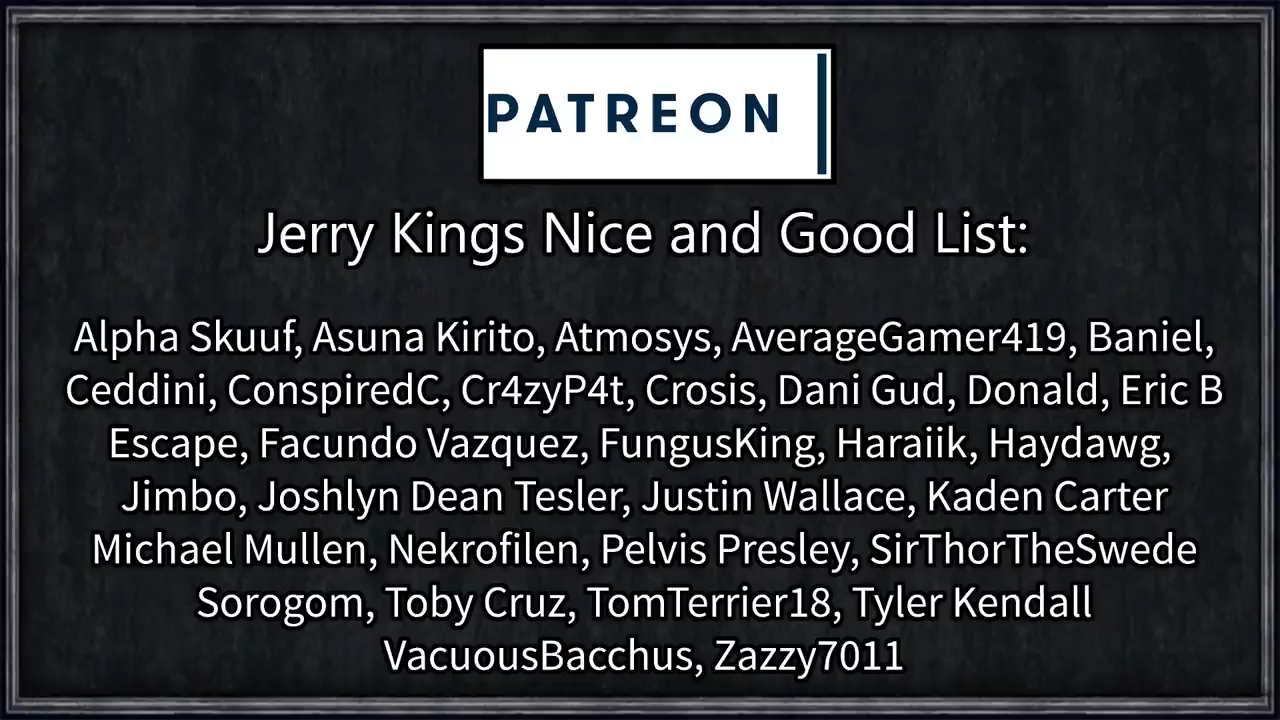 PATREON
Jerry Kings Nice and Good List:
Alpha Skuuf, Asuna Kirito, Atmosys, AverageGamer419, Baniel,
Ceddini, ConspiredC, Cr4zyP4t, Crosis, Dani Gud, Donald, Eric B
Escape, Facundo Vazquez, FungusKing, Haraiik, Haydawg,
Jimbo, Joshlyn Dean Tesler, Justin Wallace, Kaden Carter
Michael Mullen, Nekrofilen, Pelvis Presley, SirThorTheSwede
Sorogom, Toby Cruz, TomTerrier18, Tyler Kendall
VacuousBacchus, Zazzy7011